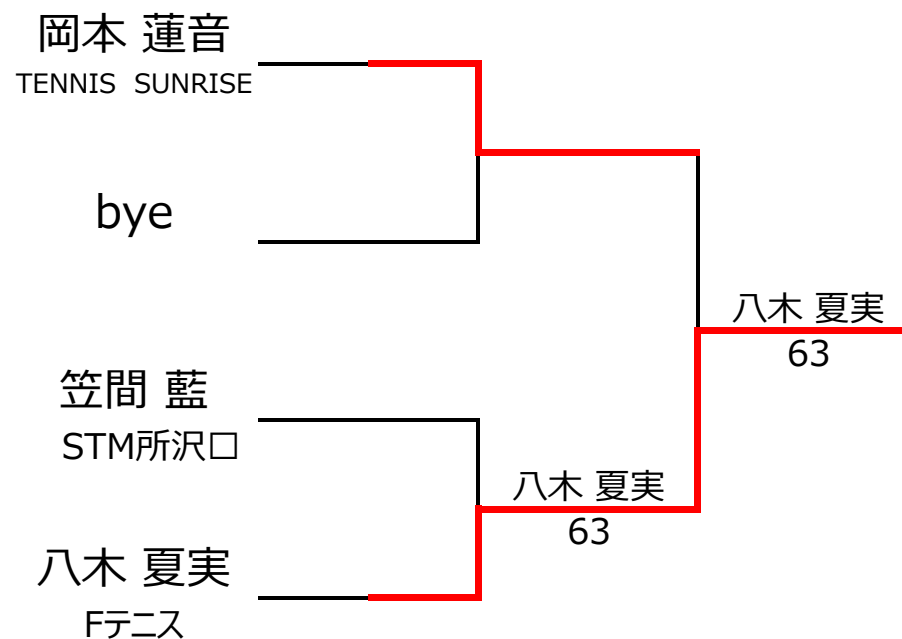 岡本 蓮音
TENNIS SUNRISE
bye
八木 夏実
63
笠間 藍
STM所沢□
八木 夏実
63
八木 夏実
Fテニス